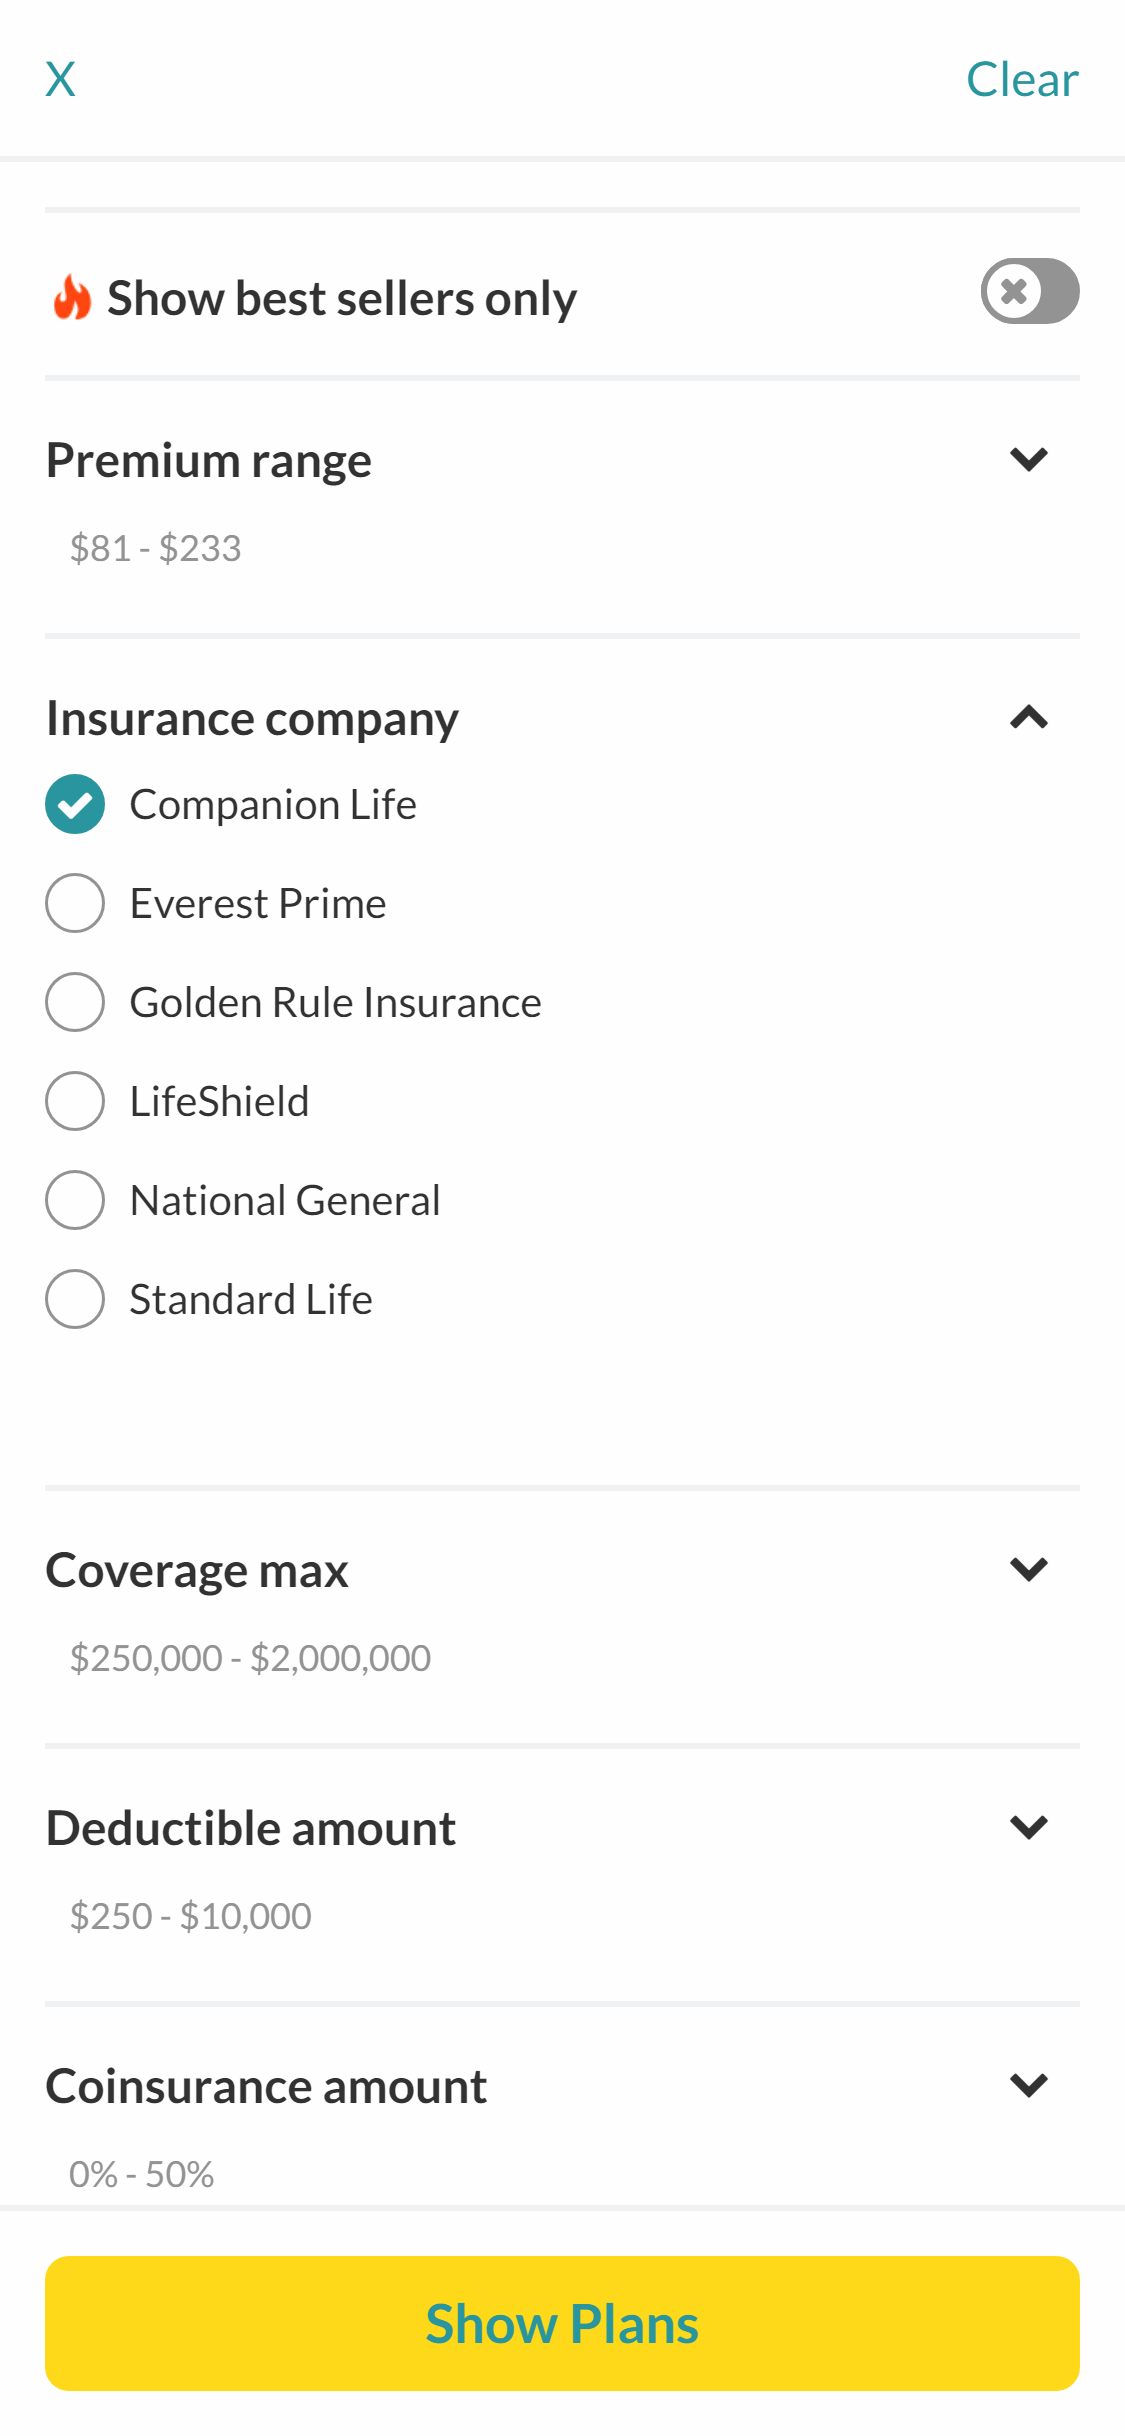 X
Clear
Show best sellers only
Premium range
$81 - $233
Insurance company
Companion Life
Everest Prime
Golden Rule Insurance
LifeShield
National General
Standard Life
Coverage max
$250,000 - $2,000,000
Deductible amount
$250 - $10,000
Coinsurance amount
0% - 50%
Show Plans